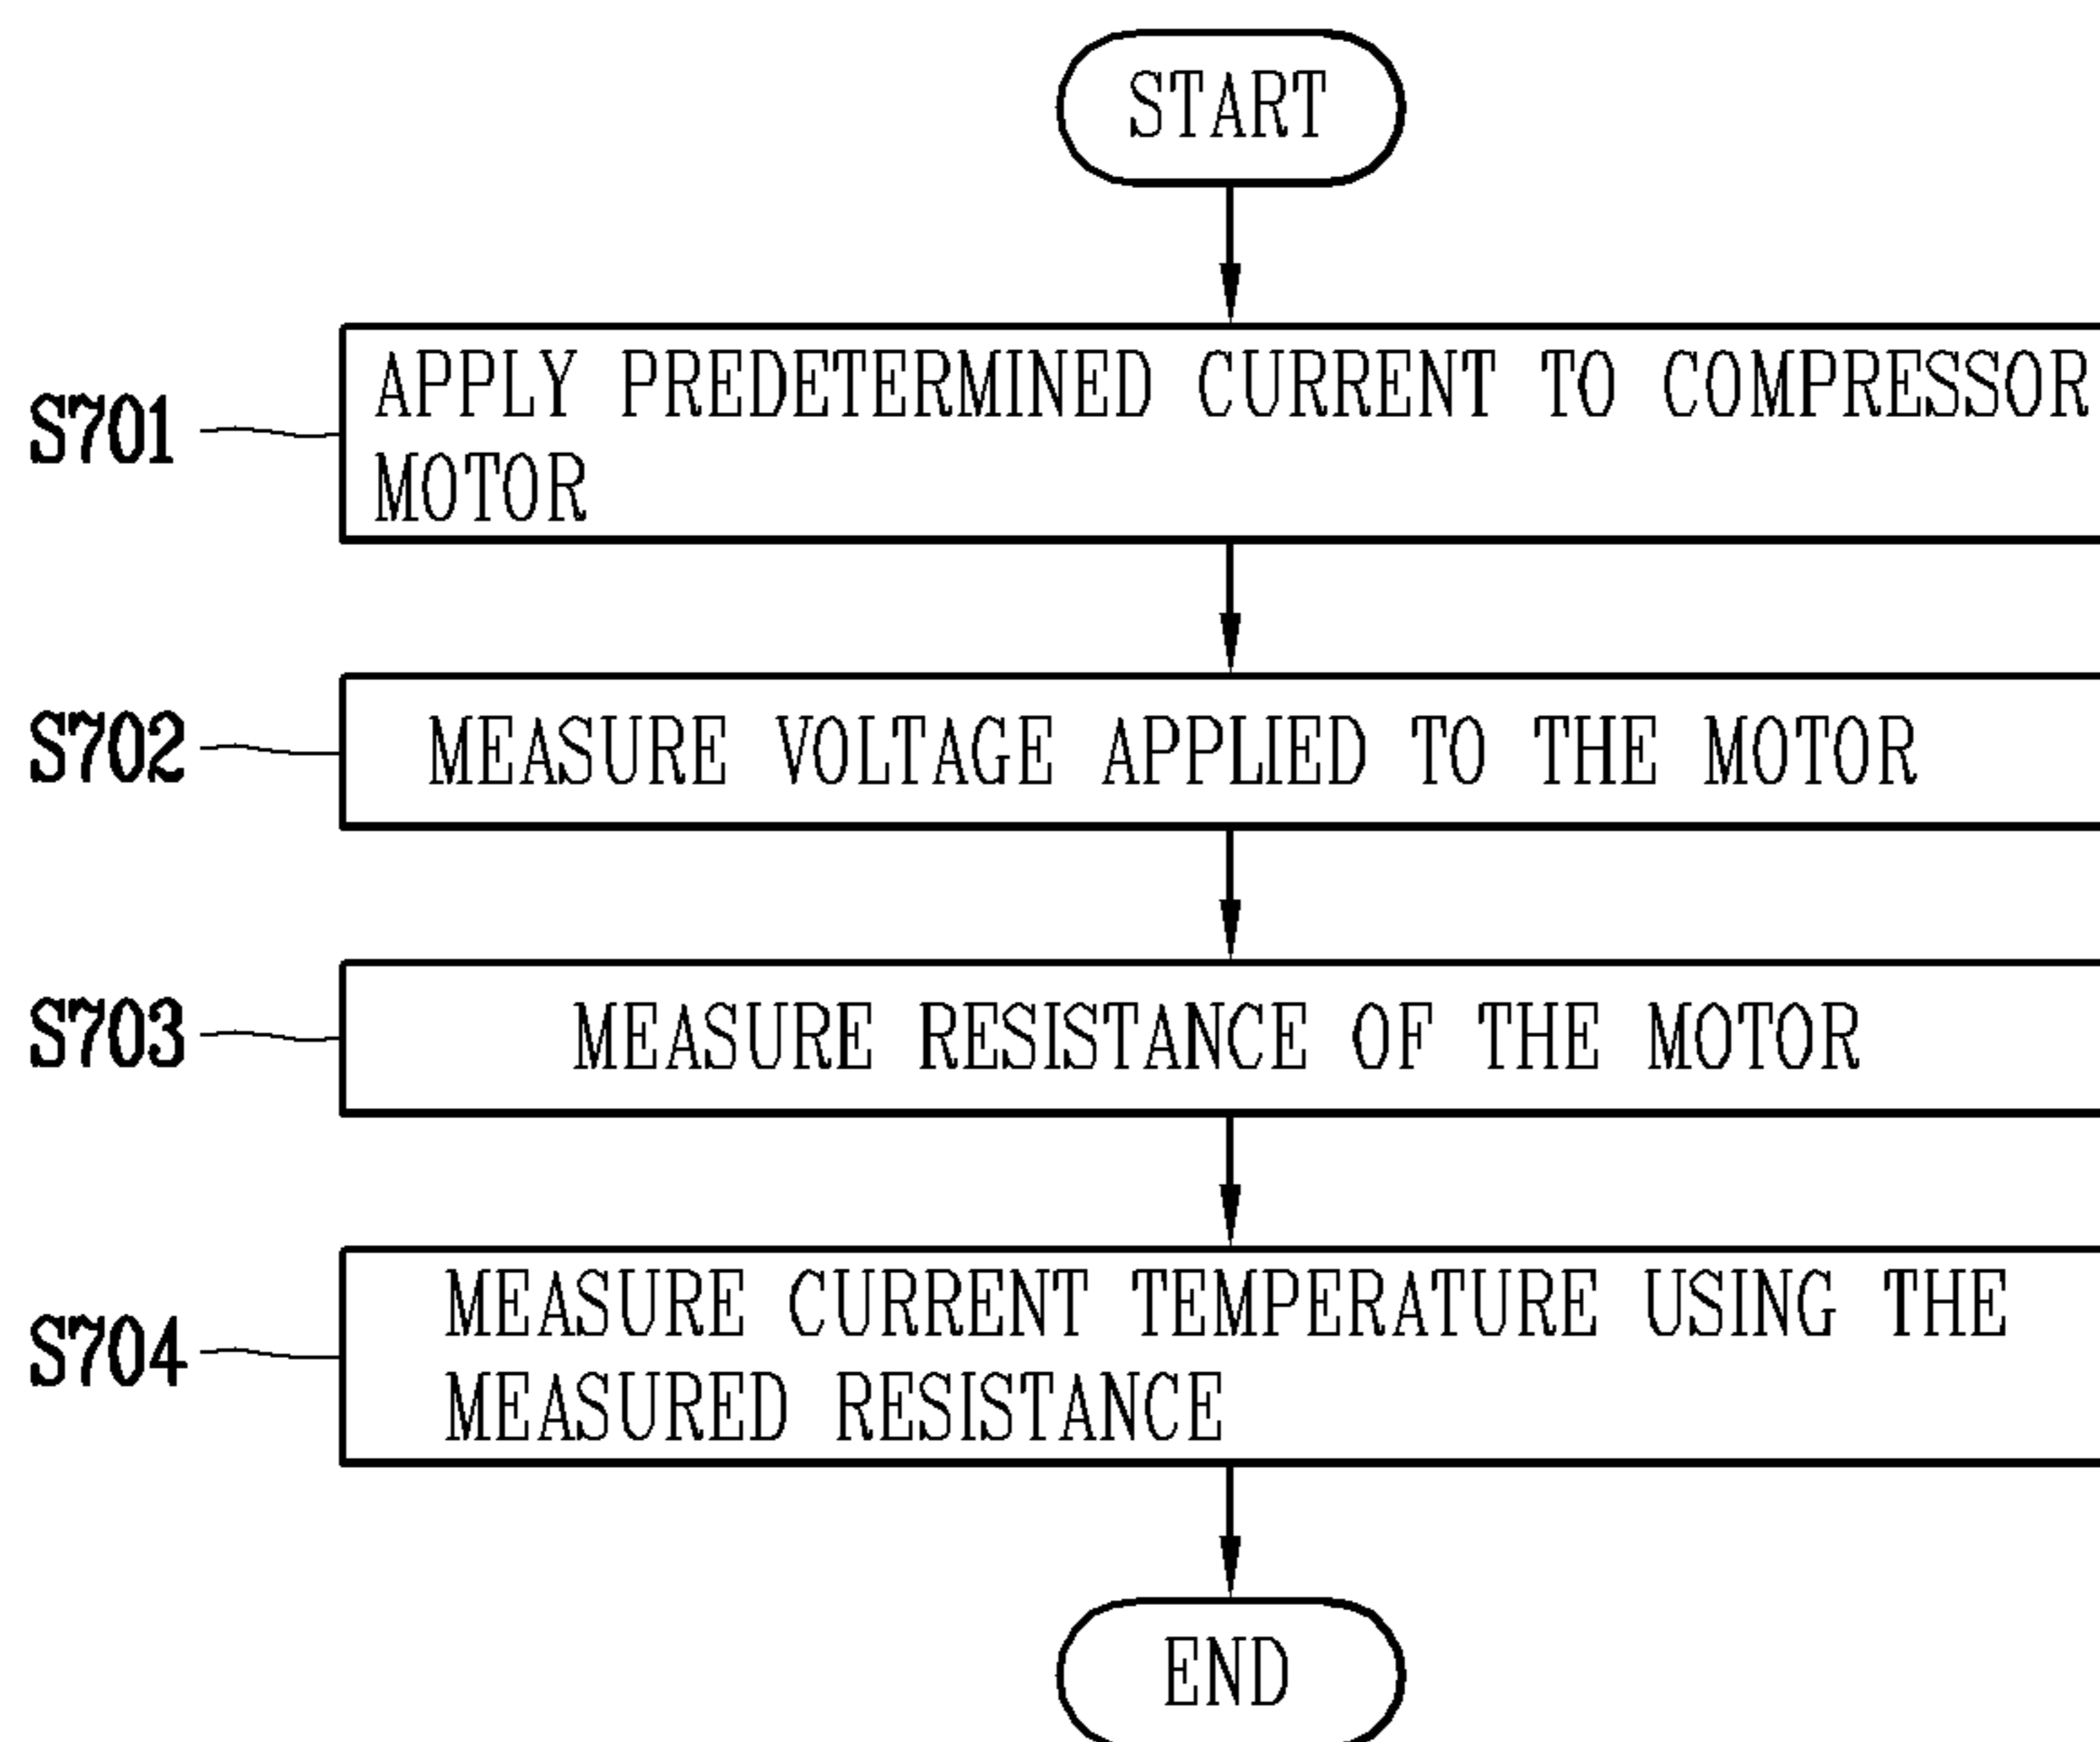 START
S701
APPLY PREDETERMINED CURRENT TO COMPRESSOR
MOTOR
S702
MEASURE VOLTAGE APPLIED TO THE MOTOR
S703
MEASURE RESISTANCE OF THE MOTOR
S704
MEASURE CURRENT TEMPERATURE USING THE
MEASURED RESISTANCE
END